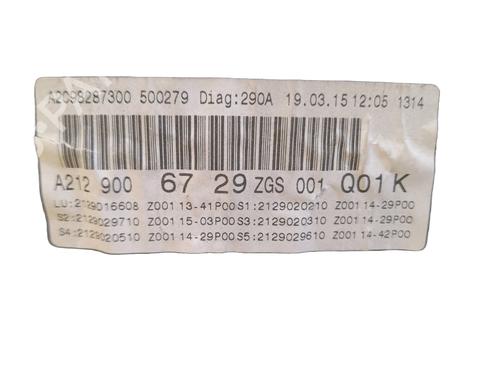 A2C98287300 500279 Diag:290A 19.03.15 12:05 1314
A212 900 67 29 ZGS 001 Q01K
LU:2129016608 Z001 13-41P00 S1:2129020210 Z001 14-29P00
S2:2129029710 Z001 15-03P00 S3:2129020310 Z001 14-29P00
S4:2129020510 Z001 14-29P00 S5:2129029610 Z001 14-42P00